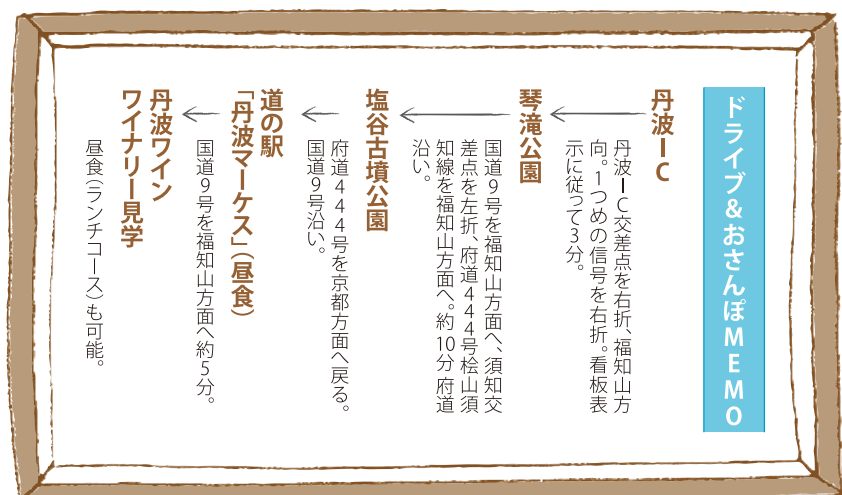 ドライブ&おさんぽMEMO
丹波IC
丹波IC交差点を右折、福知山方
向。1つめの信号を右折。看板表
示に従って3分。
琴滝公園
国道9号を福知山方面へ、須知交
差点を左折、府道444号桧山須
知線を福知山方面へ。約10分 府道
沿い。
塩谷古墳公園
府道444号を京都方面へ戻る。
国道9号沿い。
道の駅
「丹波マーケス」(昼食)
国道9号を福知山方面へ約5分。
丹波ワイン
ワイナリー見学
昼食(ランチコース)も可能。